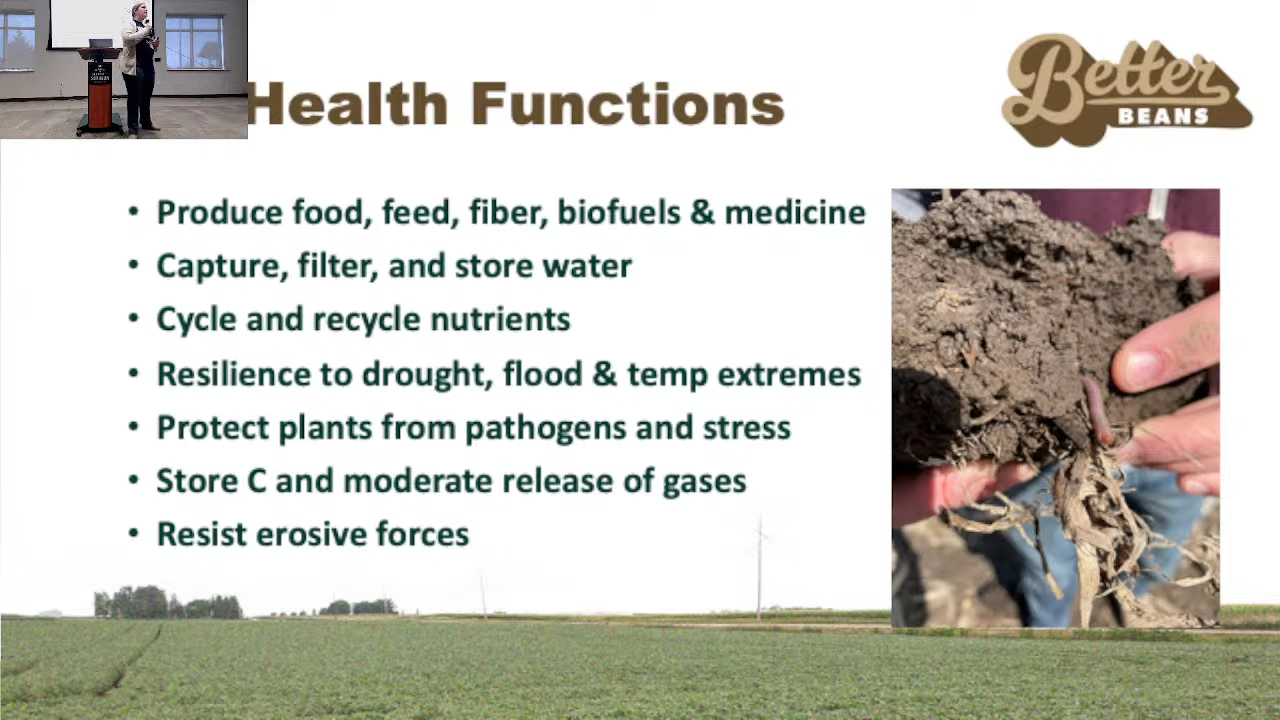 Health Functions
Better
BEANS
• Produce food, feed, fiber, biofuels & medicine
• Capture, filter, and store water
• Cycle and recycle nutrients
• Resilience to drought, flood & temp extremes
• Protect plants from pathogens and stress
• Store C and moderate release of gases
• Resist erosive forces